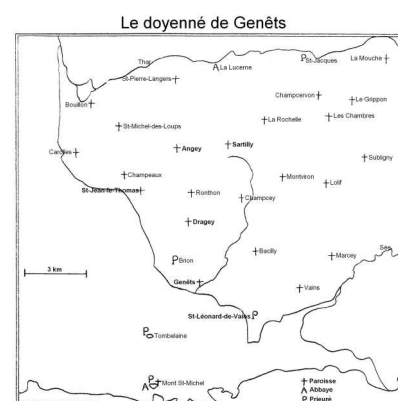 Le doyenné de Genêts
Thar
La Lucerne
St-Jacques
La Mouche
St-Pierre-Langers
Bouillon
Champcervon
Le Grippon
St-Michel-des-Loups
La Rochelle
Les Chambres
Carolles
Angey
Sartilly
Subligny
Champeaux
Montviron
Lolif
St-Jean-le-Thomas
Ronthon
Champcey
Dragey
Brion
Bacilly
Marcey
Sée
3 km
Genêts
Vains
St-Léonard-de-Vains
Tombelaine
Mont St-Michel
Paroisse
Abbaye
Prieuré